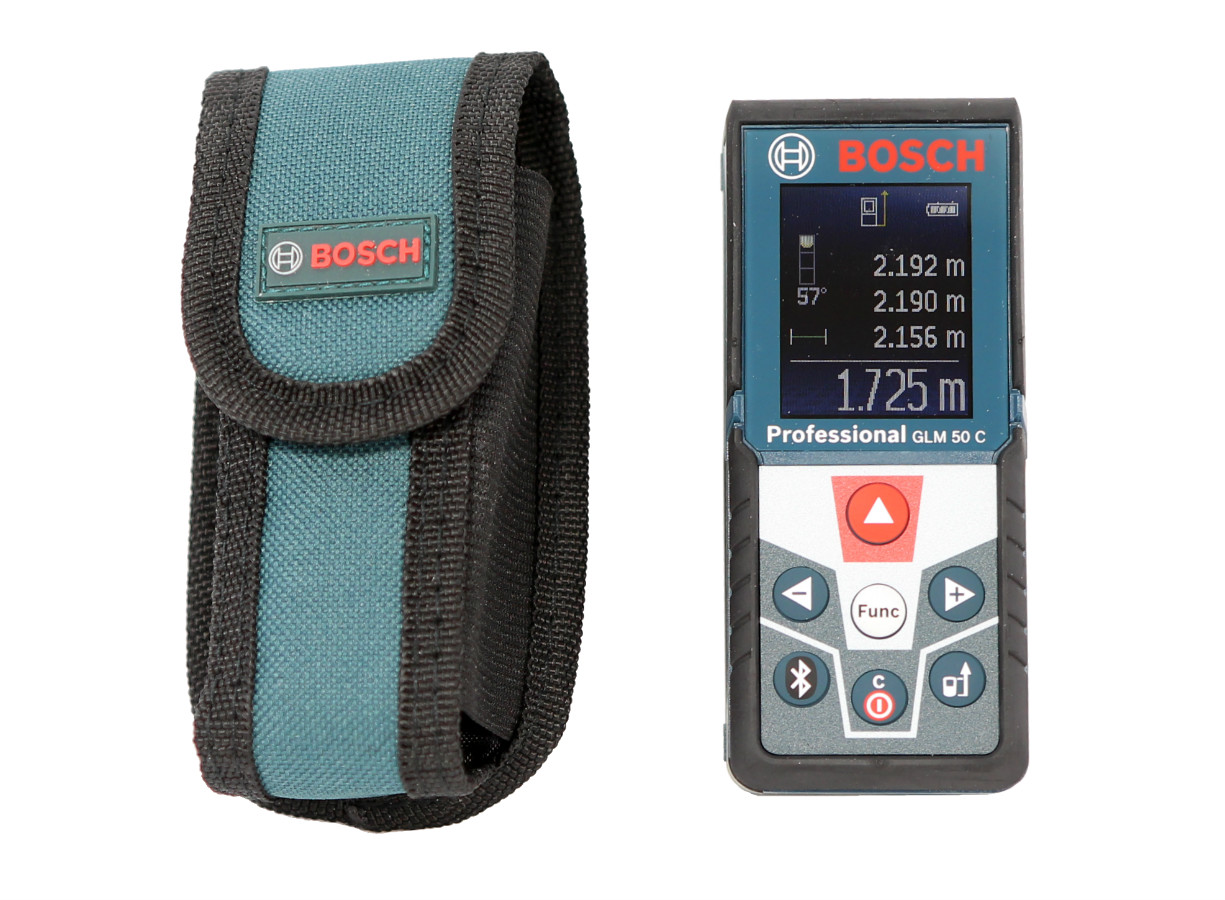 BOSCH
BOSCH
57°
2.192 m
2.190 m
2.156 m
1.725 m
Professional GLM 50 C
- +
Func
C